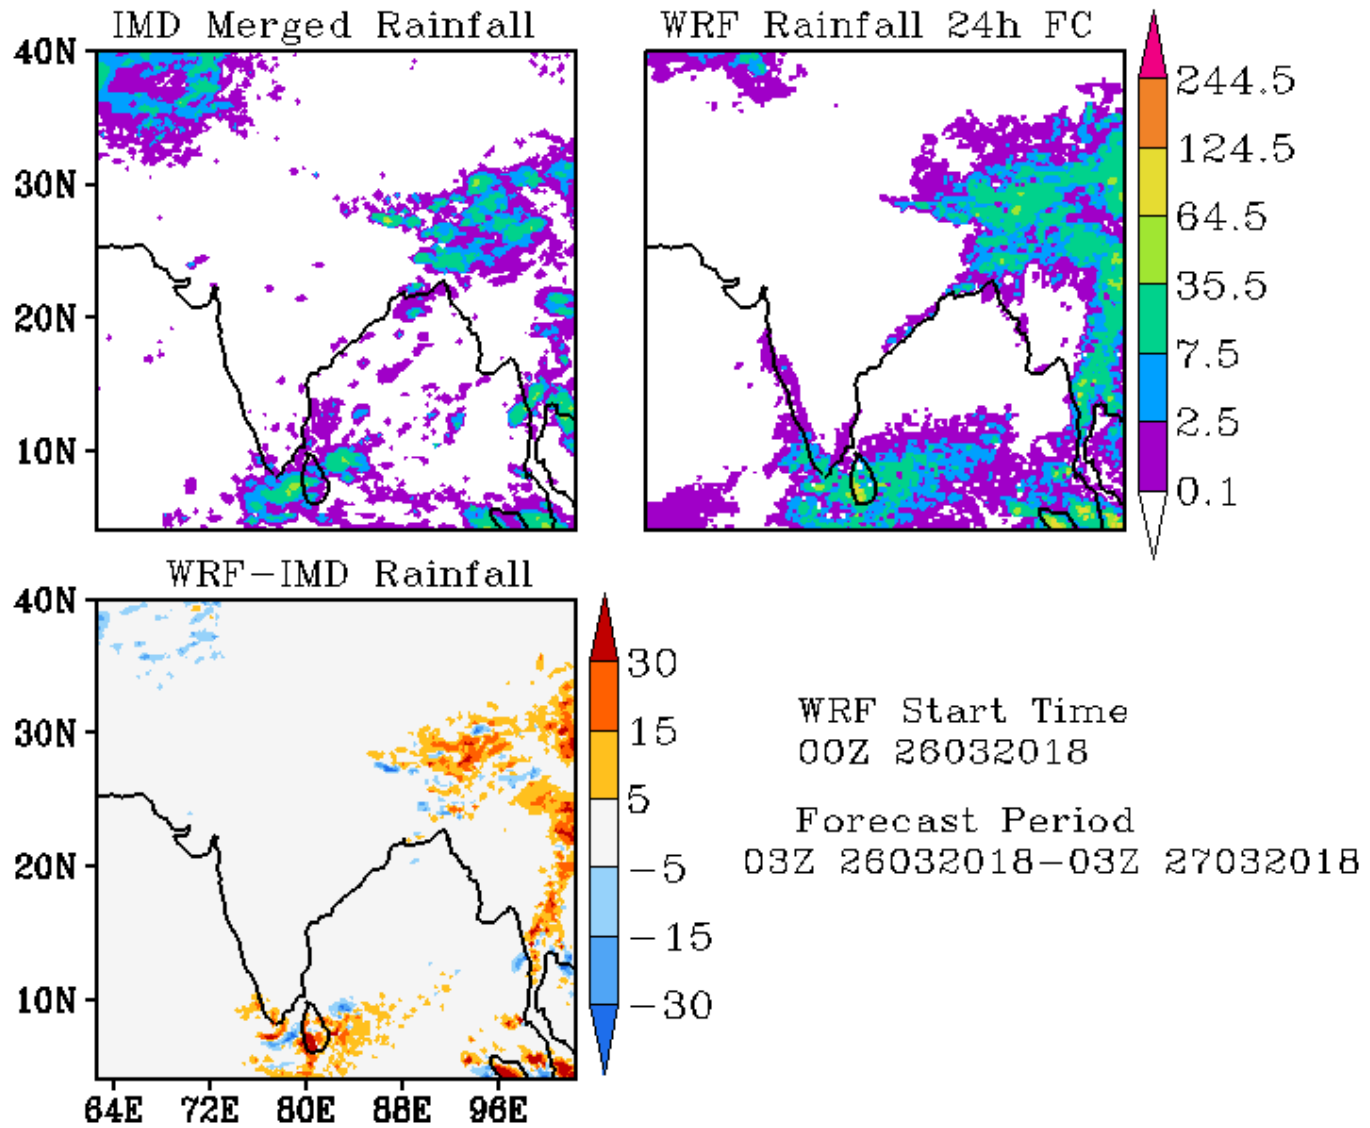 IMD Merged Rainfall
WRF Rainfall 24h FC
40N
30N
20N
10N
244.5
124.5
64.5
35.5
7.5
2.5
0.1
WRF-IMD Rainfall
40N
30N
20N
10N
64E 72E 80E 88E 96E
30
15
5
-5
-15
-30
WRF Start Time
00Z 26032018
Forecast Period
03Z 26032018-03Z 27032018